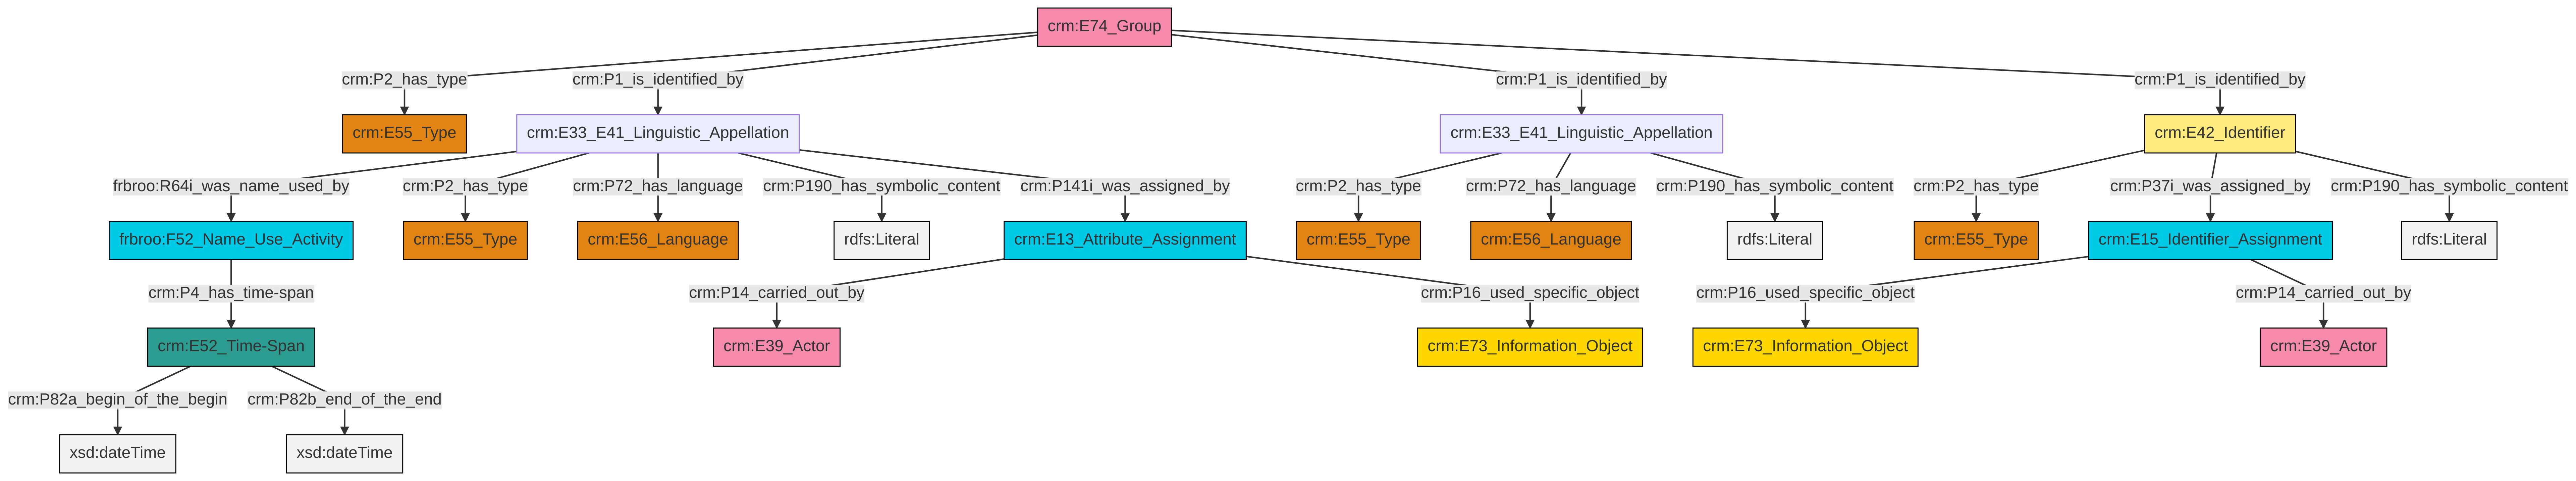 crm:E74_Group
crm:P2_has_type
crm:P1_is_identified_by
crm:P1_is_identified_by
crm:P1_is_identified_by
crm:E55_Type
crm:E33_E41_Linguistic_Appellation
crm:E33_E41_Linguistic_Appellation
crm:E42_Identifier
frbroo:R64i_was_name_used_by
crm:P2_has_type
crm:P72_has_language
crm:P190_has_symbolic_content
crm:P141i_was_assigned_by
crm:P2_has_type
crm:P72_has_language
crm:P190_has_symbolic_content
crm:P2_has_type
crm:P37i_was_assigned_by
crm:P190_has_symbolic_content
frbroo:F52_Name_Use_Activity
crm:E55_Type
crm:E56_Language
rdfs:Literal
crm:E13_Attribute_Assignment
crm:E55_Type
crm:E56_Language
rdfs:Literal
crm:E55_Type
crm:E15_Identifier_Assignment
rdfs:Literal
crm:P4_has_time-span
crm:P14_carried_out_by
crm:P16_used_specific_object
crm:P16_used_specific_object
crm:P14_carried_out_by
crm:E52_Time-Span
crm:E39_Actor
crm:E73_Information_Object
crm:E73_Information_Object
crm:E39_Actor
crm:P82a_begin_of_the_begin
crm:P82b_end_of_the_end
xsd:dateTime
xsd:dateTime